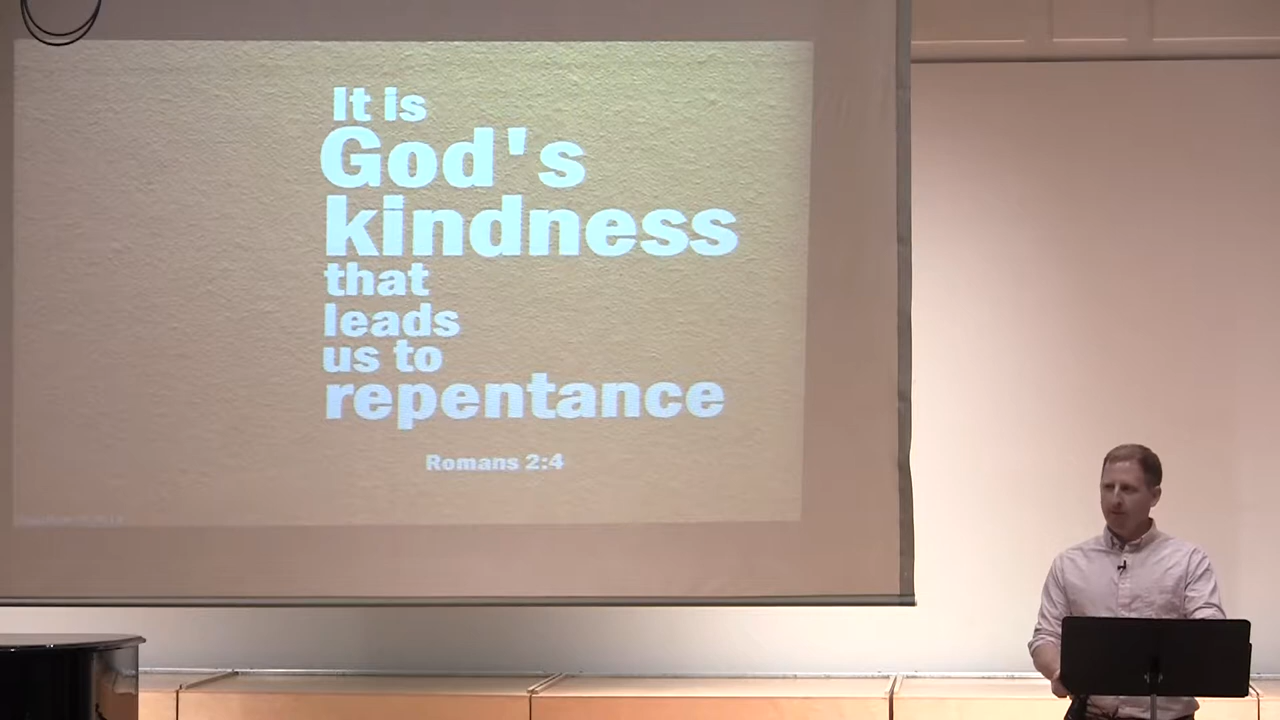 It is
God's
kindness
that
leads
us to
repentance
Romans 2:4